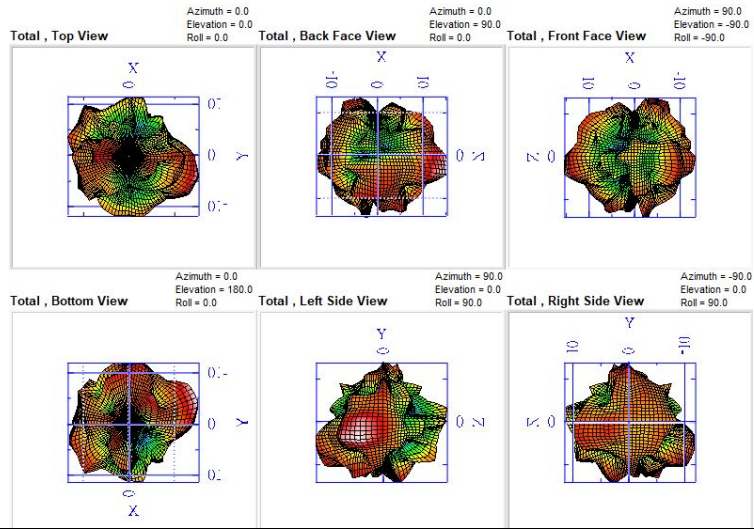 Azimuth = 0.0
Elevation = 0.0
Roll = 0.0
Total , Top View
X
0
0
Y
Azimuth = 0.0
Elevation = 90.0
Roll = 0.0
Total , Back Face View
X
-10
0
10
0
Z
Azimuth = 90.0
Elevation = -90.0
Roll = -90.0
Total , Front Face View
X
10
0
-10
Z
0
Azimuth = 0.0
Elevation = 180.0
Roll = 0.0
Total , Bottom View
0
Y
0
X
Azimuth = 90.0
Elevation = 0.0
Roll = 90.0
Total , Left Side View
Y
0
0
Z
Azimuth = -90.0
Elevation = 0.0
Roll = 90.0
Total , Right Side View
Y
10
0
-10
Z
0